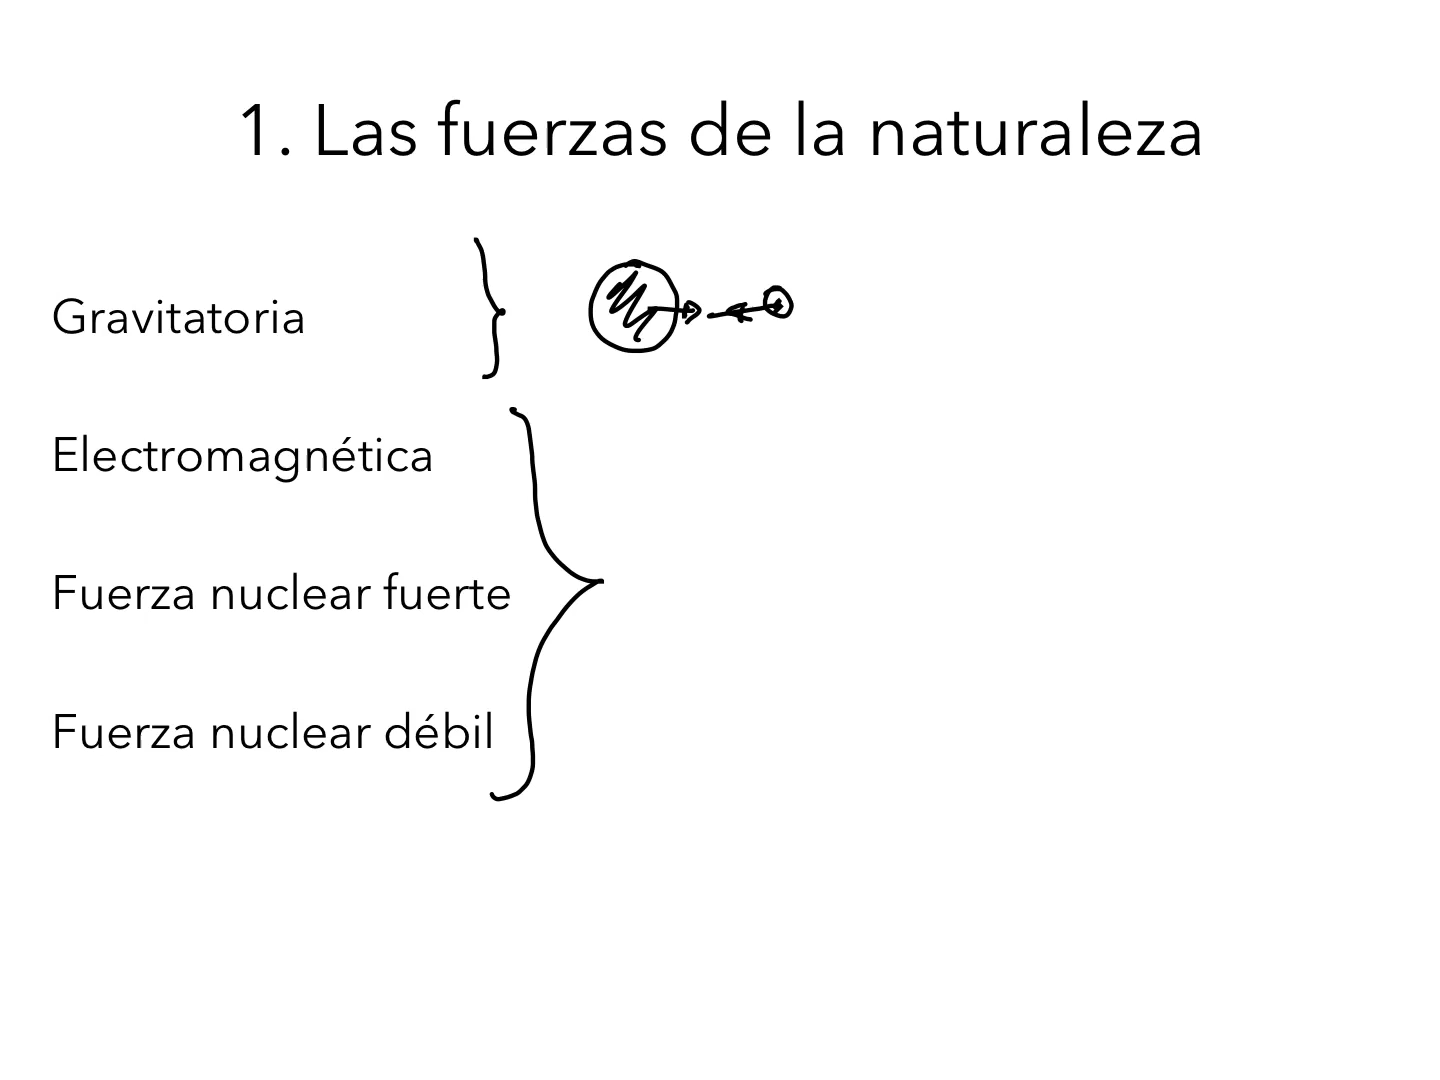 1. Las fuerzas de la naturaleza
Gravitatoria
Electromagnética
Fuerza nuclear fuerte
Fuerza nuclear débil